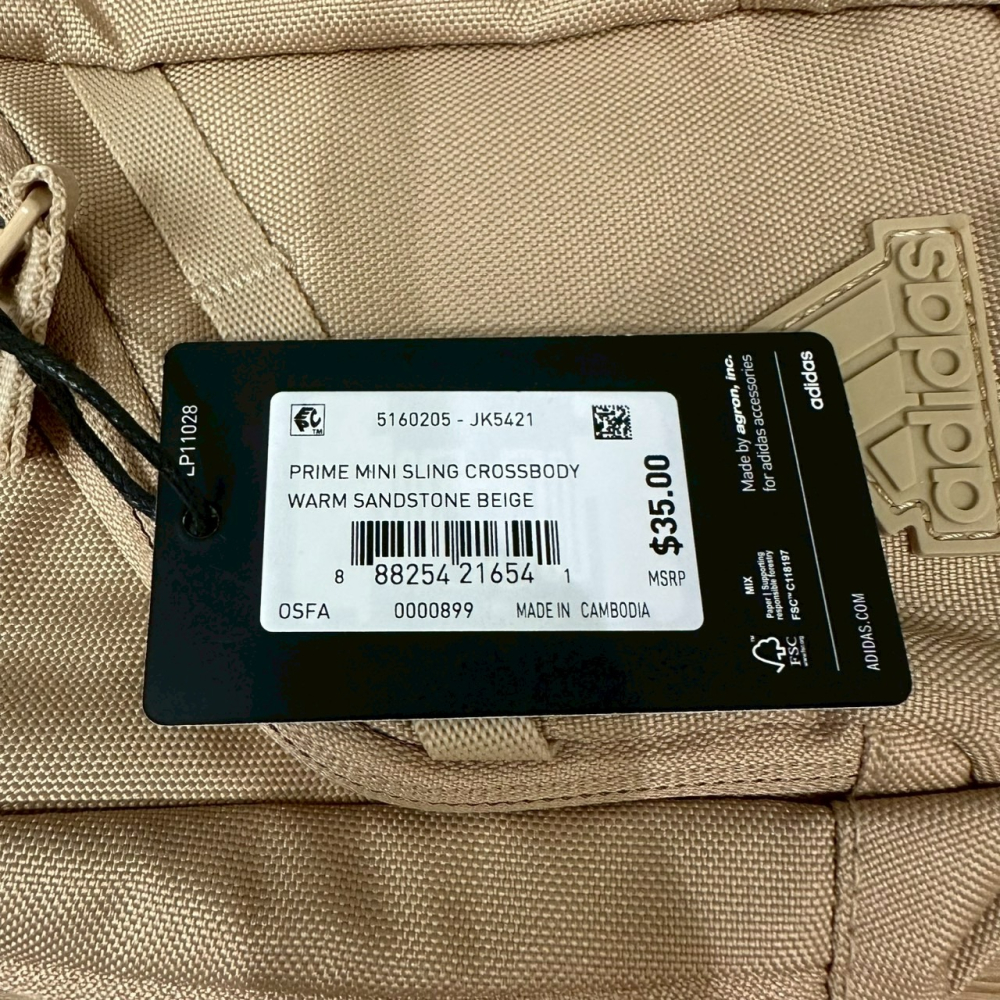 LP11028
5160205 - JK5421
PRIME MINI SLING CROSSBODY
WARM SANDSTONE BEIGE
8 88254 21654 1
OSFA 0000899 MADE IN CAMBODIA
$35.00
MSRP
Made by agron, inc.
for adidas accessories
MIX
Paper | Supporting
responsible forestry
FSC™ C118197
FSC
adidas
ADIDAS.COM
adidas